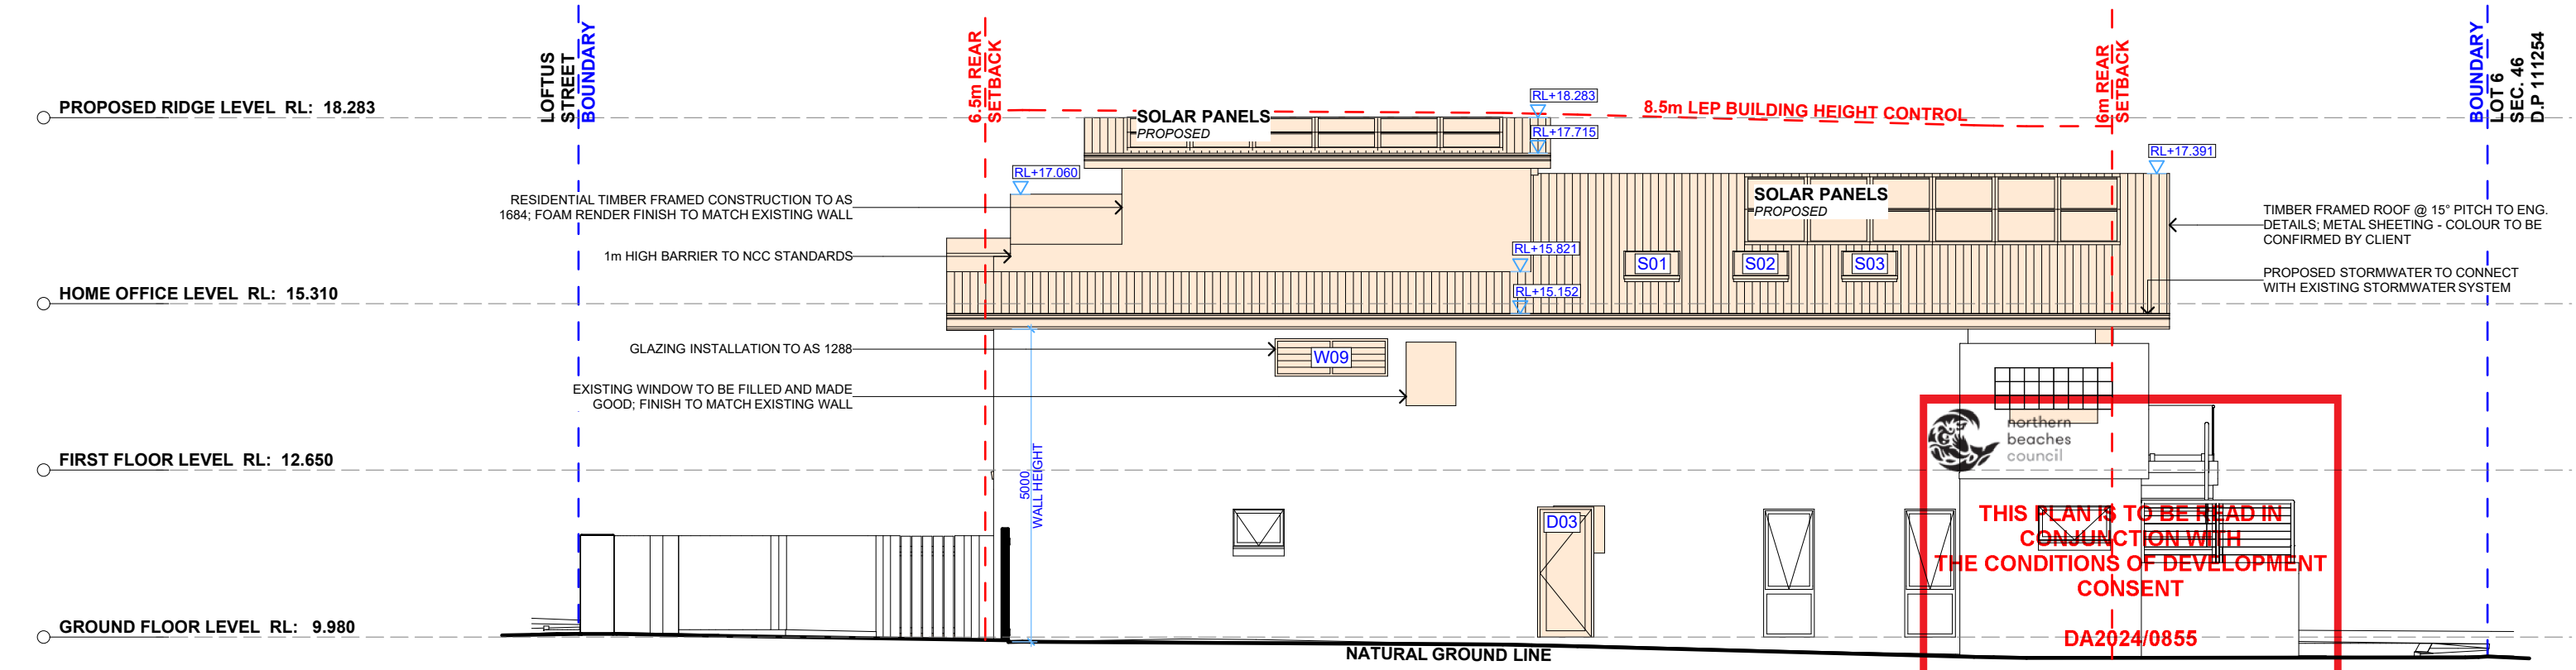 LOFTUS
STREET
BOUNDARY
6.5m REAR
SETBACK
6m REAR
SETBACK
BOUNDARY
LOT 6
SEC. 46
D.P 111254
PROPOSED RIDGE LEVEL RL: 18.283
SOLAR PANELS
PROPOSED
RL+18.283
RL+17.715
8.5m LEP BUILDING HEIGHT CONTROL
RL+17.391
RL+17.060
RESIDENTIAL TIMBER FRAMED CONSTRUCTION TO AS
1684; FOAM RENDER FINISH TO MATCH EXISTING WALL
SOLAR PANELS
PROPOSED
TIMBER FRAMED ROOF @ 15° PITCH TO ENG.
DETAILS; METAL SHEETING - COLOUR TO BE
CONFIRMED BY CLIENT
1m HIGH BARRIER TO NCC STANDARDS
RL+15.821
S01
S02
S03
PROPOSED STORMWATER TO CONNECT
WITH EXISTING STORMWATER SYSTEM
HOME OFFICE LEVEL RL: 15.310
RL+15.152
GLAZING INSTALLATION TO AS 1288
W09
EXISTING WINDOW TO BE FILLED AND MADE
GOOD; FINISH TO MATCH EXISTING WALL
northern
beaches
council
FIRST FLOOR LEVEL RL: 12.650
5000
WALL HEIGHT
D03
THIS PLAN IS TO BE READ IN
CONJUNCTION WITH
THE CONDITIONS OF DEVELOPMENT
CONSENT
GROUND FLOOR LEVEL RL: 9.980
DA2024/0855
NATURAL GROUND LINE